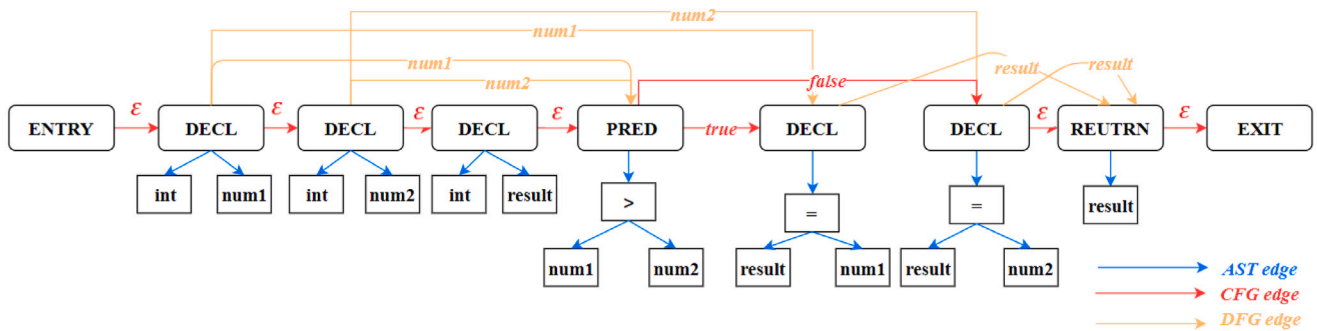 num2
num1
num1
num2
false
result
result
ENTRY
ε
DECL
ε
DECL
ε
DECL
ε
PRED
true
DECL
DECL
ε
REUTRN
ε
EXIT
int
num1
int
num2
int
result
>
=
=
result
num1
num2
result
num1
result
num2
AST edge
CFG edge
DFG edge